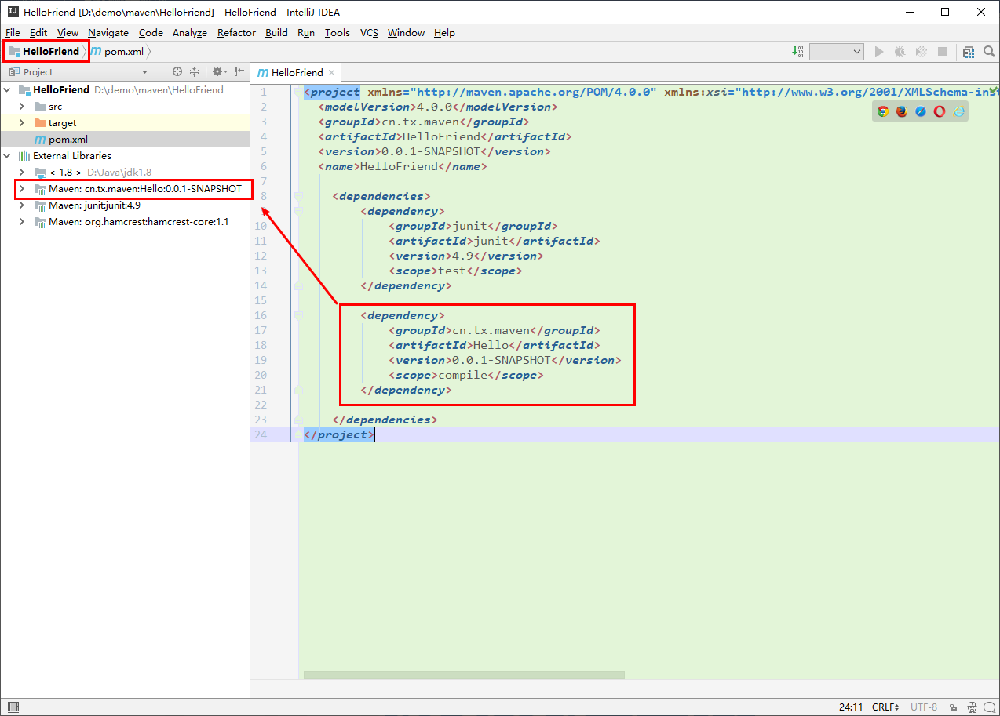 HelloFriend [D:\demo\maven\HelloFriend] - HelloFriend - IntelliJ IDEA
File Edit View Navigate Code Analyze Refactor Build Run Tools VCS Window Help
HelloFriend m pom.xml
Project
m HelloFriend
HelloFriend D:\demo\maven\HelloFriend
src
target
m pom.xml
External Libraries
< 1.8 > D:\Java\jdk1.8
Maven: cn.tx.maven:Hello:0.0.1-SNAPSHOT
Maven: junit:junit:4.9
Maven: org.hamcrest:hamcrest-core:1.1
1 <project xmlns="http://maven.apache.org/POM/4.0.0" xmlns:xsi="http://www.w3.org/2001/XMLSchema-inst
2 <modelVersion>4.0.0</modelVersion>
3 <groupId>cn.tx.maven</groupId>
4 <artifactId>HelloFriend</artifactId>
5 <version>0.0.1-SNAPSHOT</version>
6 <name>HelloFriend</name>
7
8 <dependencies>
9 <dependency>
10 <groupId>junit</groupId>
11 <artifactId>junit</artifactId>
12 <version>4.9</version>
13 <scope>test</scope>
14 </dependency>
15
16 <dependency>
17 <groupId>cn.tx.maven</groupId>
18 <artifactId>Hello</artifactId>
19 <version>0.0.1-SNAPSHOT</version>
20 <scope>compile</scope>
21 </dependency>
22
23 </dependencies>
24 </project>
24:11 CRLF UTF-8